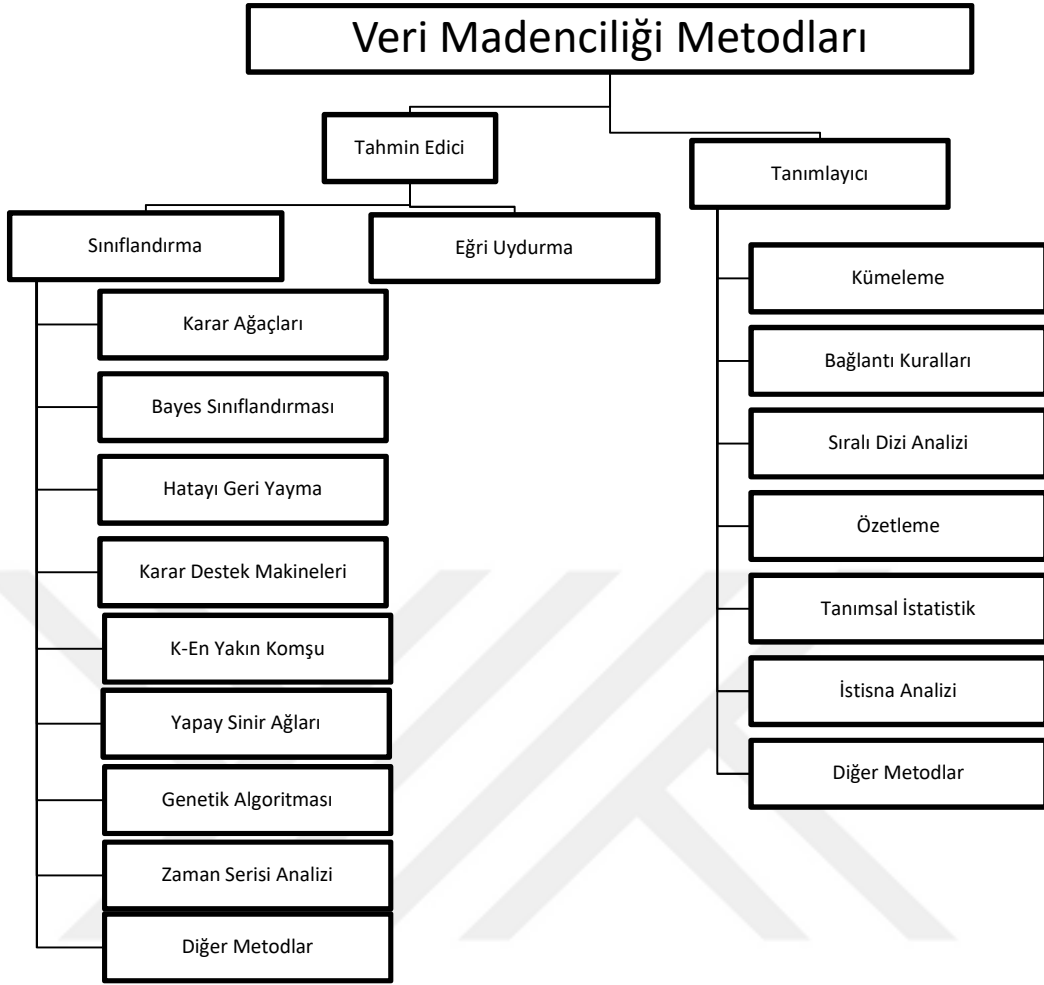 Veri Madenciliği Metodları
Tahmin Edici
Sınıflandırma
Karar Ağaçları
Bayes Sınıflandırması
Hatayı Geri Yayma
Karar Destek Makineleri
K-En Yakın Komşu
Yapay Sinir Ağları
Genetik Algoritması
Zaman Serisi Analizi
Diğer Metodlar
Eğri Uydurma
Tanımlayıcı
Kümeleme
Bağlantı Kuralları
Sıralı Dizi Analizi
Özetleme
Tanımsal İstatistik
İstisna Analizi
Diğer Metodlar